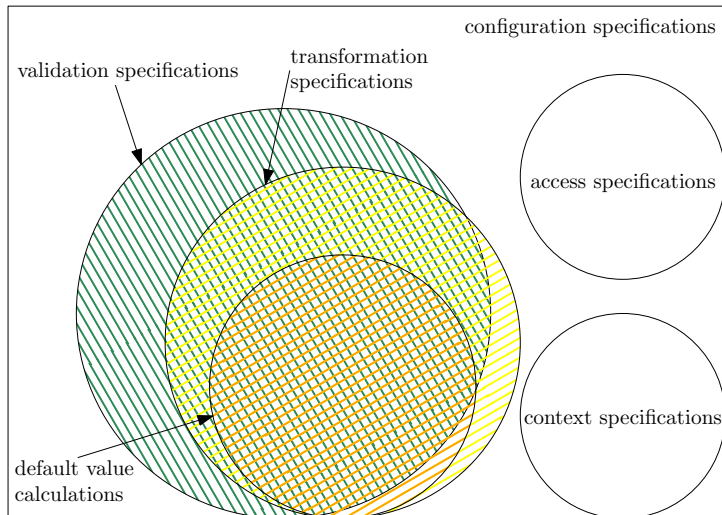 configuration specifications
validation specifications
transformation
specifications
access specifications
context specifications
default value
calculations